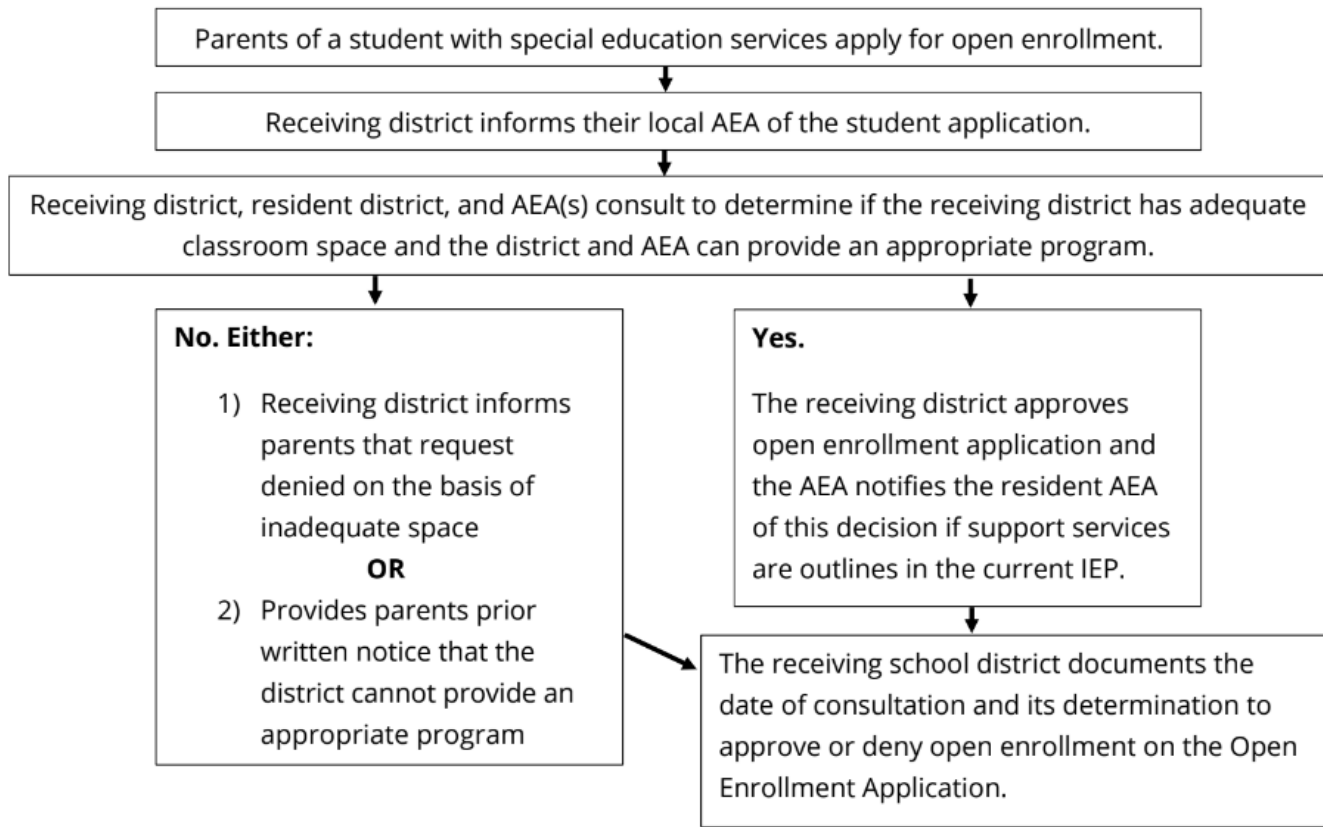 Parents of a student with special education services apply for open enrollment.
Receiving district informs their local AEA of the student application.
Receiving district, resident district, and AEA(s) consult to determine if the receiving district has adequate
classroom space and the district and AEA can provide an appropriate program.
No. Either:
1) Receiving district informs
parents that request
denied on the basis of
inadequate space
OR
2) Provides parents prior
written notice that the
district cannot provide an
appropriate program
Yes.
The receiving district approves
open enrollment application and
the AEA notifies the resident AEA
of this decision if support services
are outlines in the current IEP.
The receiving school district documents the
date of consultation and its determination to
approve or deny open enrollment on the Open
Enrollment Application.